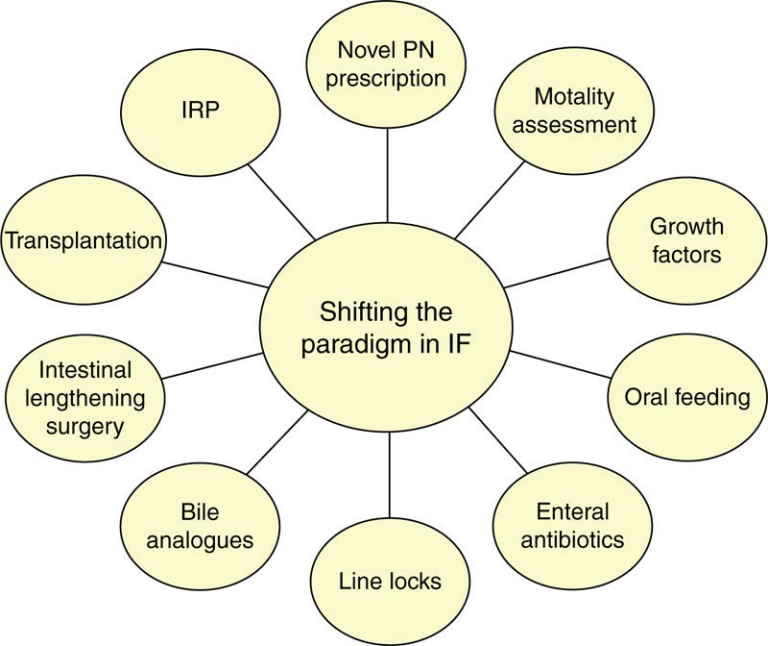 Novel PN
prescription
Motality
assessment
Growth
factors
Oral feeding
Enteral
antibiotics
Line locks
Bile
analogues
Intestinal
lengthening
surgery
Transplantation
IRP
Shifting the
paradigm in IF